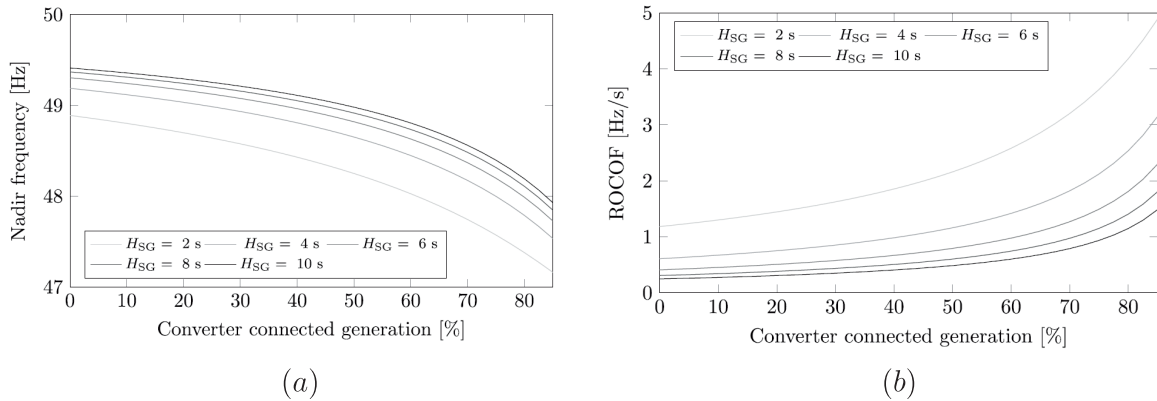 50
49
48
47
Nadir frequency [Hz]
H_SG = 2 s H_SG = 4 s H_SG = 6 s
H_SG = 8 s H_SG = 10 s
0 10 20 30 40 50 60 70 80
Converter connected generation [%]
(a)
5
4
3
2
1
0
ROCOF [Hz/s]
H_SG = 2 s H_SG = 4 s H_SG = 6 s
H_SG = 8 s H_SG = 10 s
0 10 20 30 40 50 60 70 80
Converter connected generation [%]
(b)